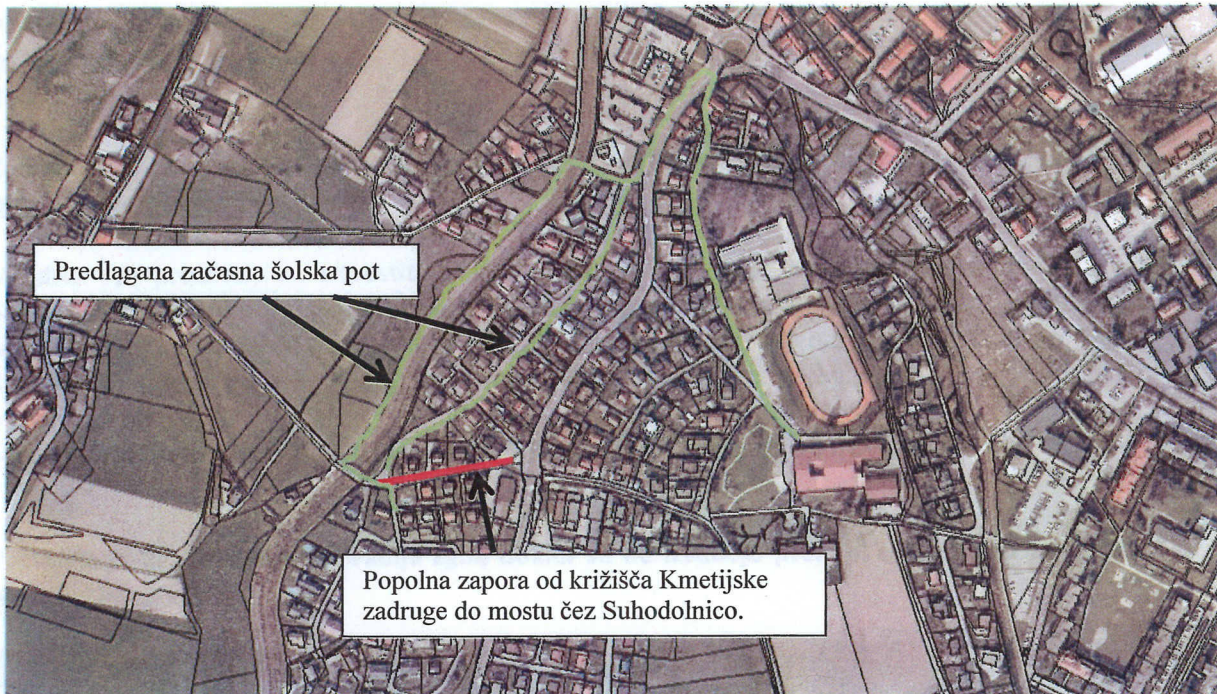 Predlagana začasna šolska pot
Popolna zapora od križišča Kmetijske
zadruge do mostu čez Suhodolnico.